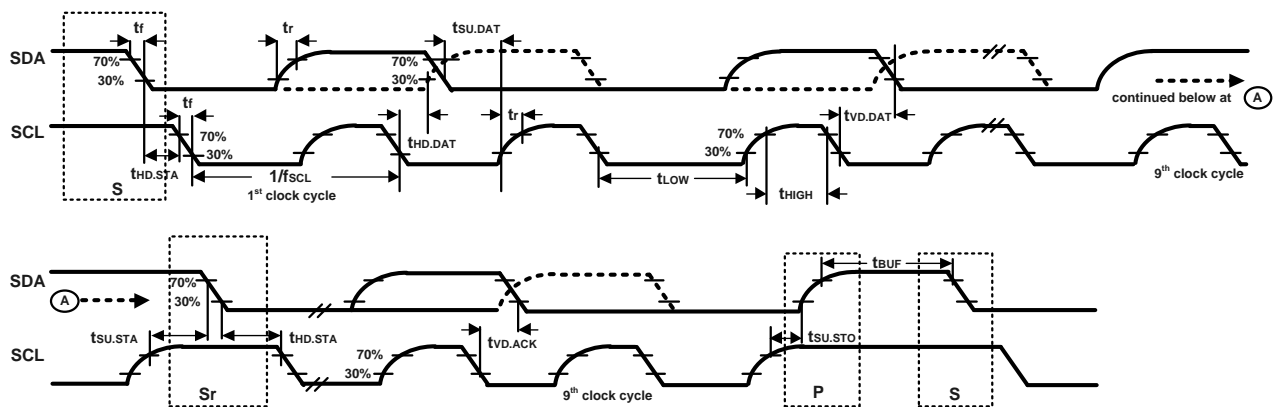 tf tr tSU.DAT
SDA 70% 30% 70% 30%
continued below at A
tf tHD.DAT tr tVD.DAT
SCL 70% 30% 70% 30%
tHD.STA 1/fSCL tLOW tHIGH
S 1st clock cycle 9th clock cycle
SDA 70% 30% tBUF
A
tSU.STA tHD.STA tVD.ACK tSU.STO
SCL 70% 30%
Sr 9th clock cycle P S